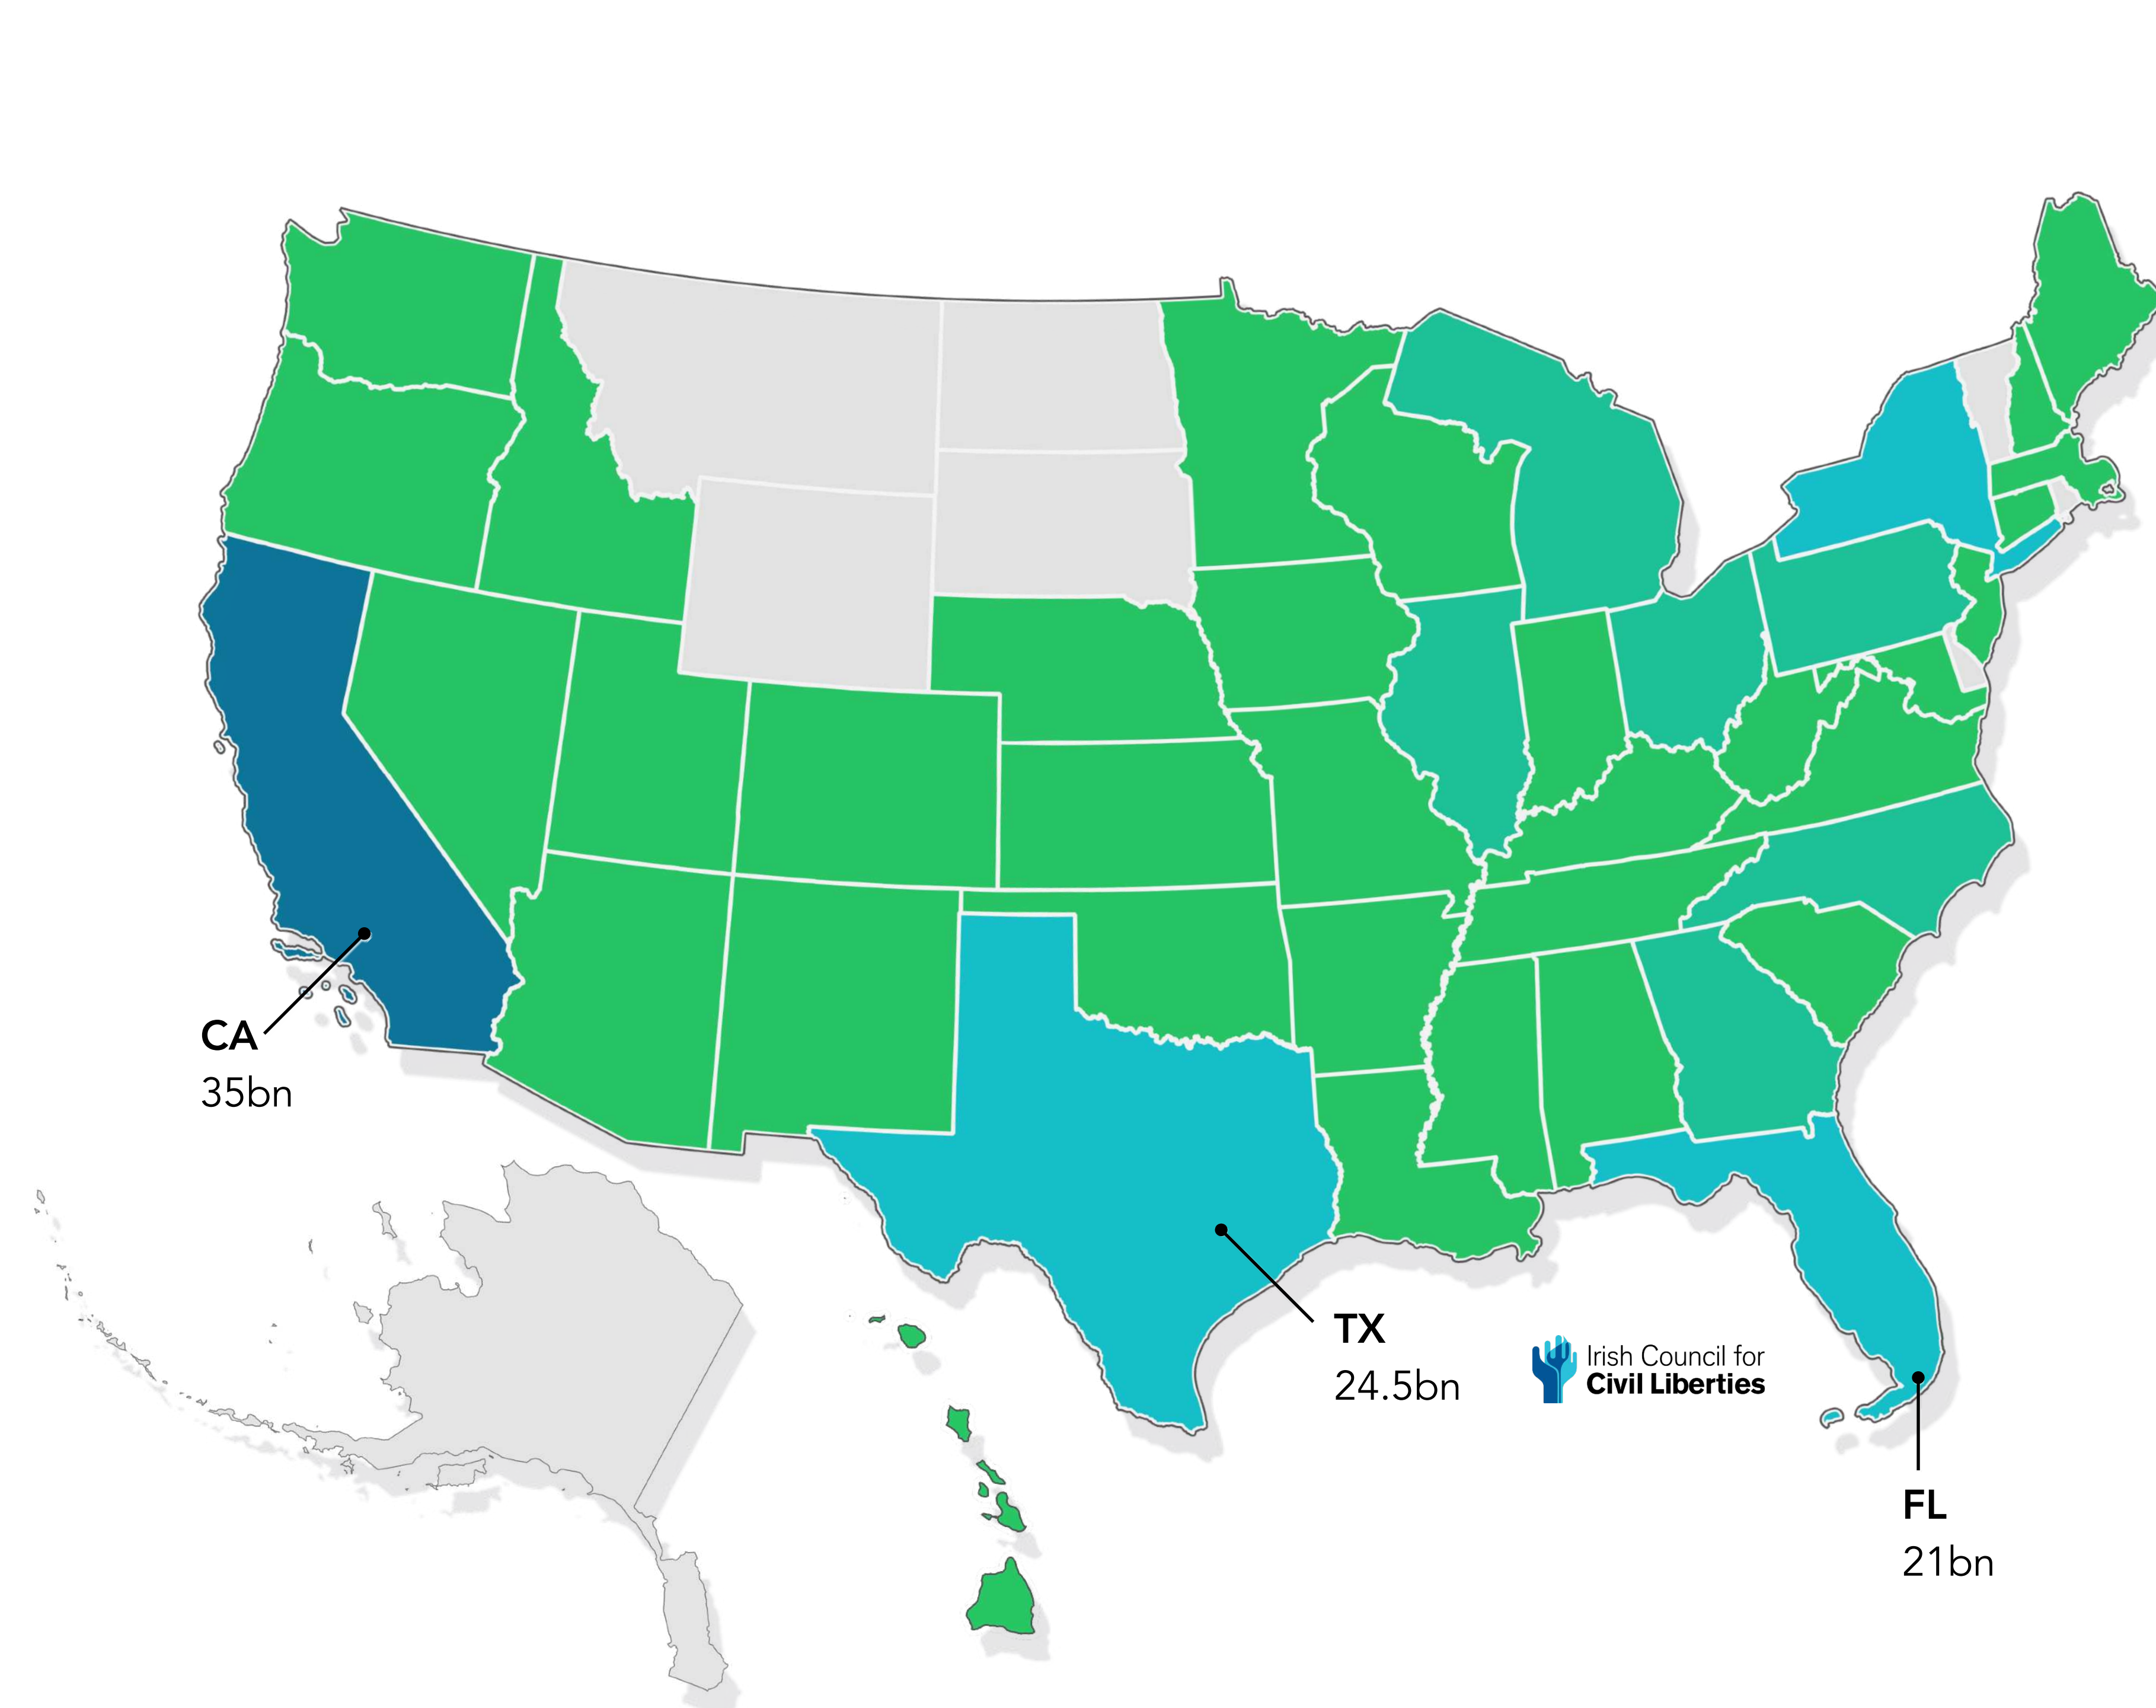 CA
35bn
TX
24.5bn
Irish Council for
Civil Liberties
FL
21bn